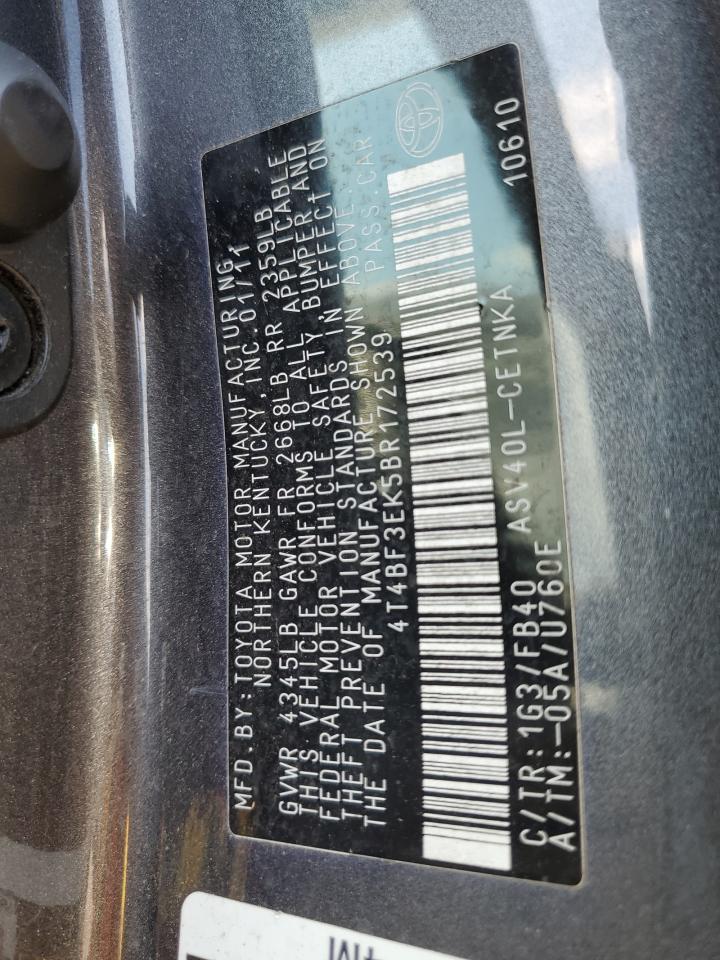 MFD.BY:TOYOTA MOTOR MANUFACTURING,
NORTHERN KENTUCKY,INC.01/11
GVWR 4345LB GAWR FR 2668LB RR 2359LB
THIS VEHICLE CONFORMS TO ALL APPLICABLE
FEDERAL MOTOR VEHICLE SAFETY,BUMPER,AND
THEFT PREVENTION STANDARDS IN EFFECT ON
THE DATE OF MANUFACTURE SHOWN ABOVE.
4T4BF3EK5BR172539 PASS.CAR
C/TR:1G3/FB40 ASV40L-CETNKA 10610
A/TM:-05A/U760E